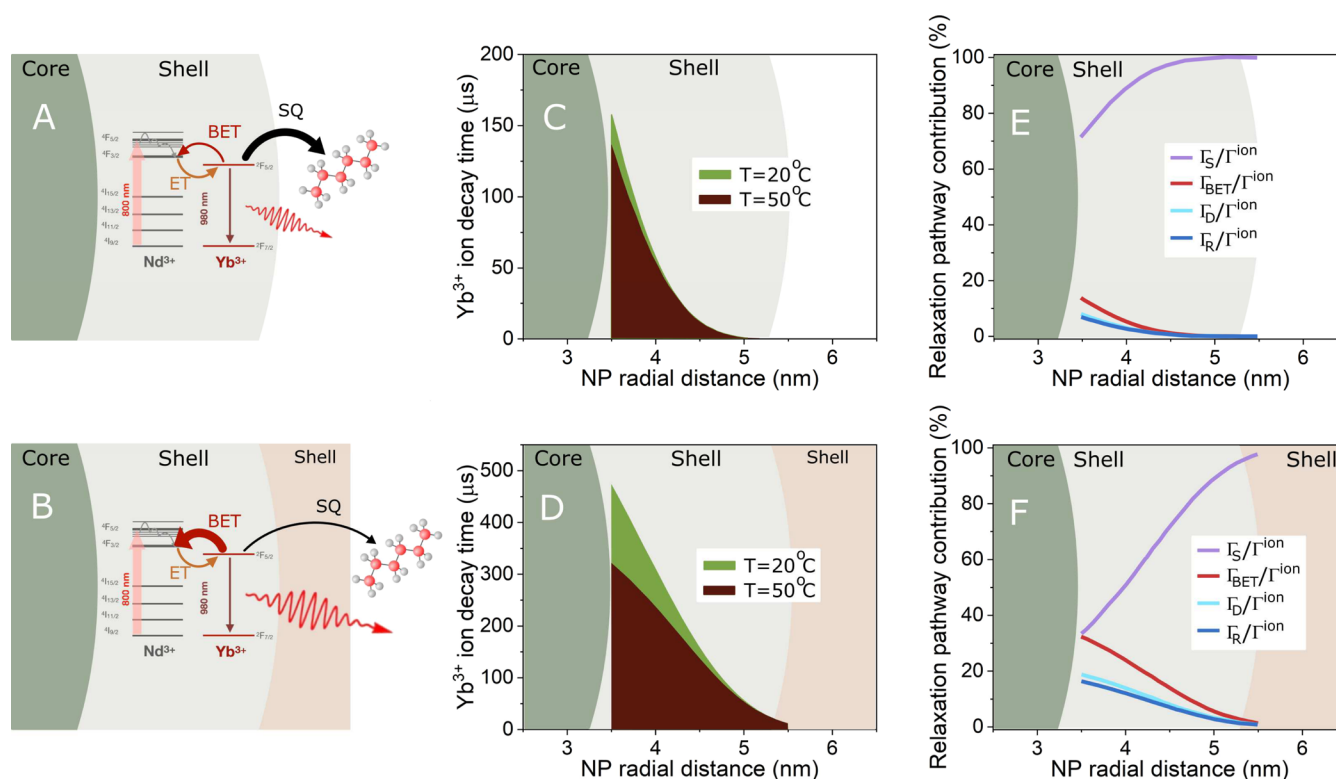 Core
Shell
A
BET
SQ
⁴F₅/₂
⁴F₃/₂
²F₅/₂
ET
⁴I₁₅/₂
⁴I₁₃/₂
⁴I₁₁/₂
⁴I₉/₂
800 nm
980 nm
²F₇/₂
Nd³⁺
Yb³⁺
Core
Shell
C
T=20°C
T=50°C
Yb³⁺ ion decay time (μs)
200
150
100
50
0
3 4 5 6
NP radial distance (nm)
Core
Shell
E
Γ_S/Γ^ion
Γ_BET/Γ^ion
Γ_D/Γ^ion
Γ_R/Γ^ion
Relaxation pathway contribution (%)
100
80
60
40
20
0
3 4 5 6
NP radial distance (nm)
Core
Shell
Shell
B
BET
SQ
⁴F₅/₂
⁴F₃/₂
²F₅/₂
ET
⁴I₁₅/₂
⁴I₁₃/₂
⁴I₁₁/₂
⁴I₉/₂
800 nm
980 nm
²F₇/₂
Nd³⁺
Yb³⁺
Core
Shell
Shell
D
T=20°C
T=50°C
Yb³⁺ ion decay time (μs)
500
400
300
200
100
0
3 4 5 6
NP radial distance (nm)
Core
Shell
Shell
F
Γ_S/Γ^ion
Γ_BET/Γ^ion
Γ_D/Γ^ion
Γ_R/Γ^ion
Relaxation pathway contribution (%)
100
80
60
40
20
0
3 4 5 6
NP radial distance (nm)